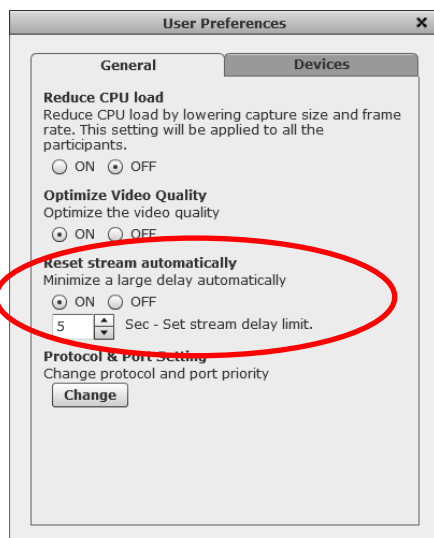 User Preferences
General
Devices
Reduce CPU load
Reduce CPU load by lowering capture size and frame
rate. This setting will be applied to all the
participants.
ON OFF
Optimize Video Quality
Optimize the video quality
ON OFF
Reset stream automatically
Minimize a large delay automatically
ON OFF
5 Sec - Set stream delay limit.
Protocol & Port Setting
Change protocol and port priority
Change